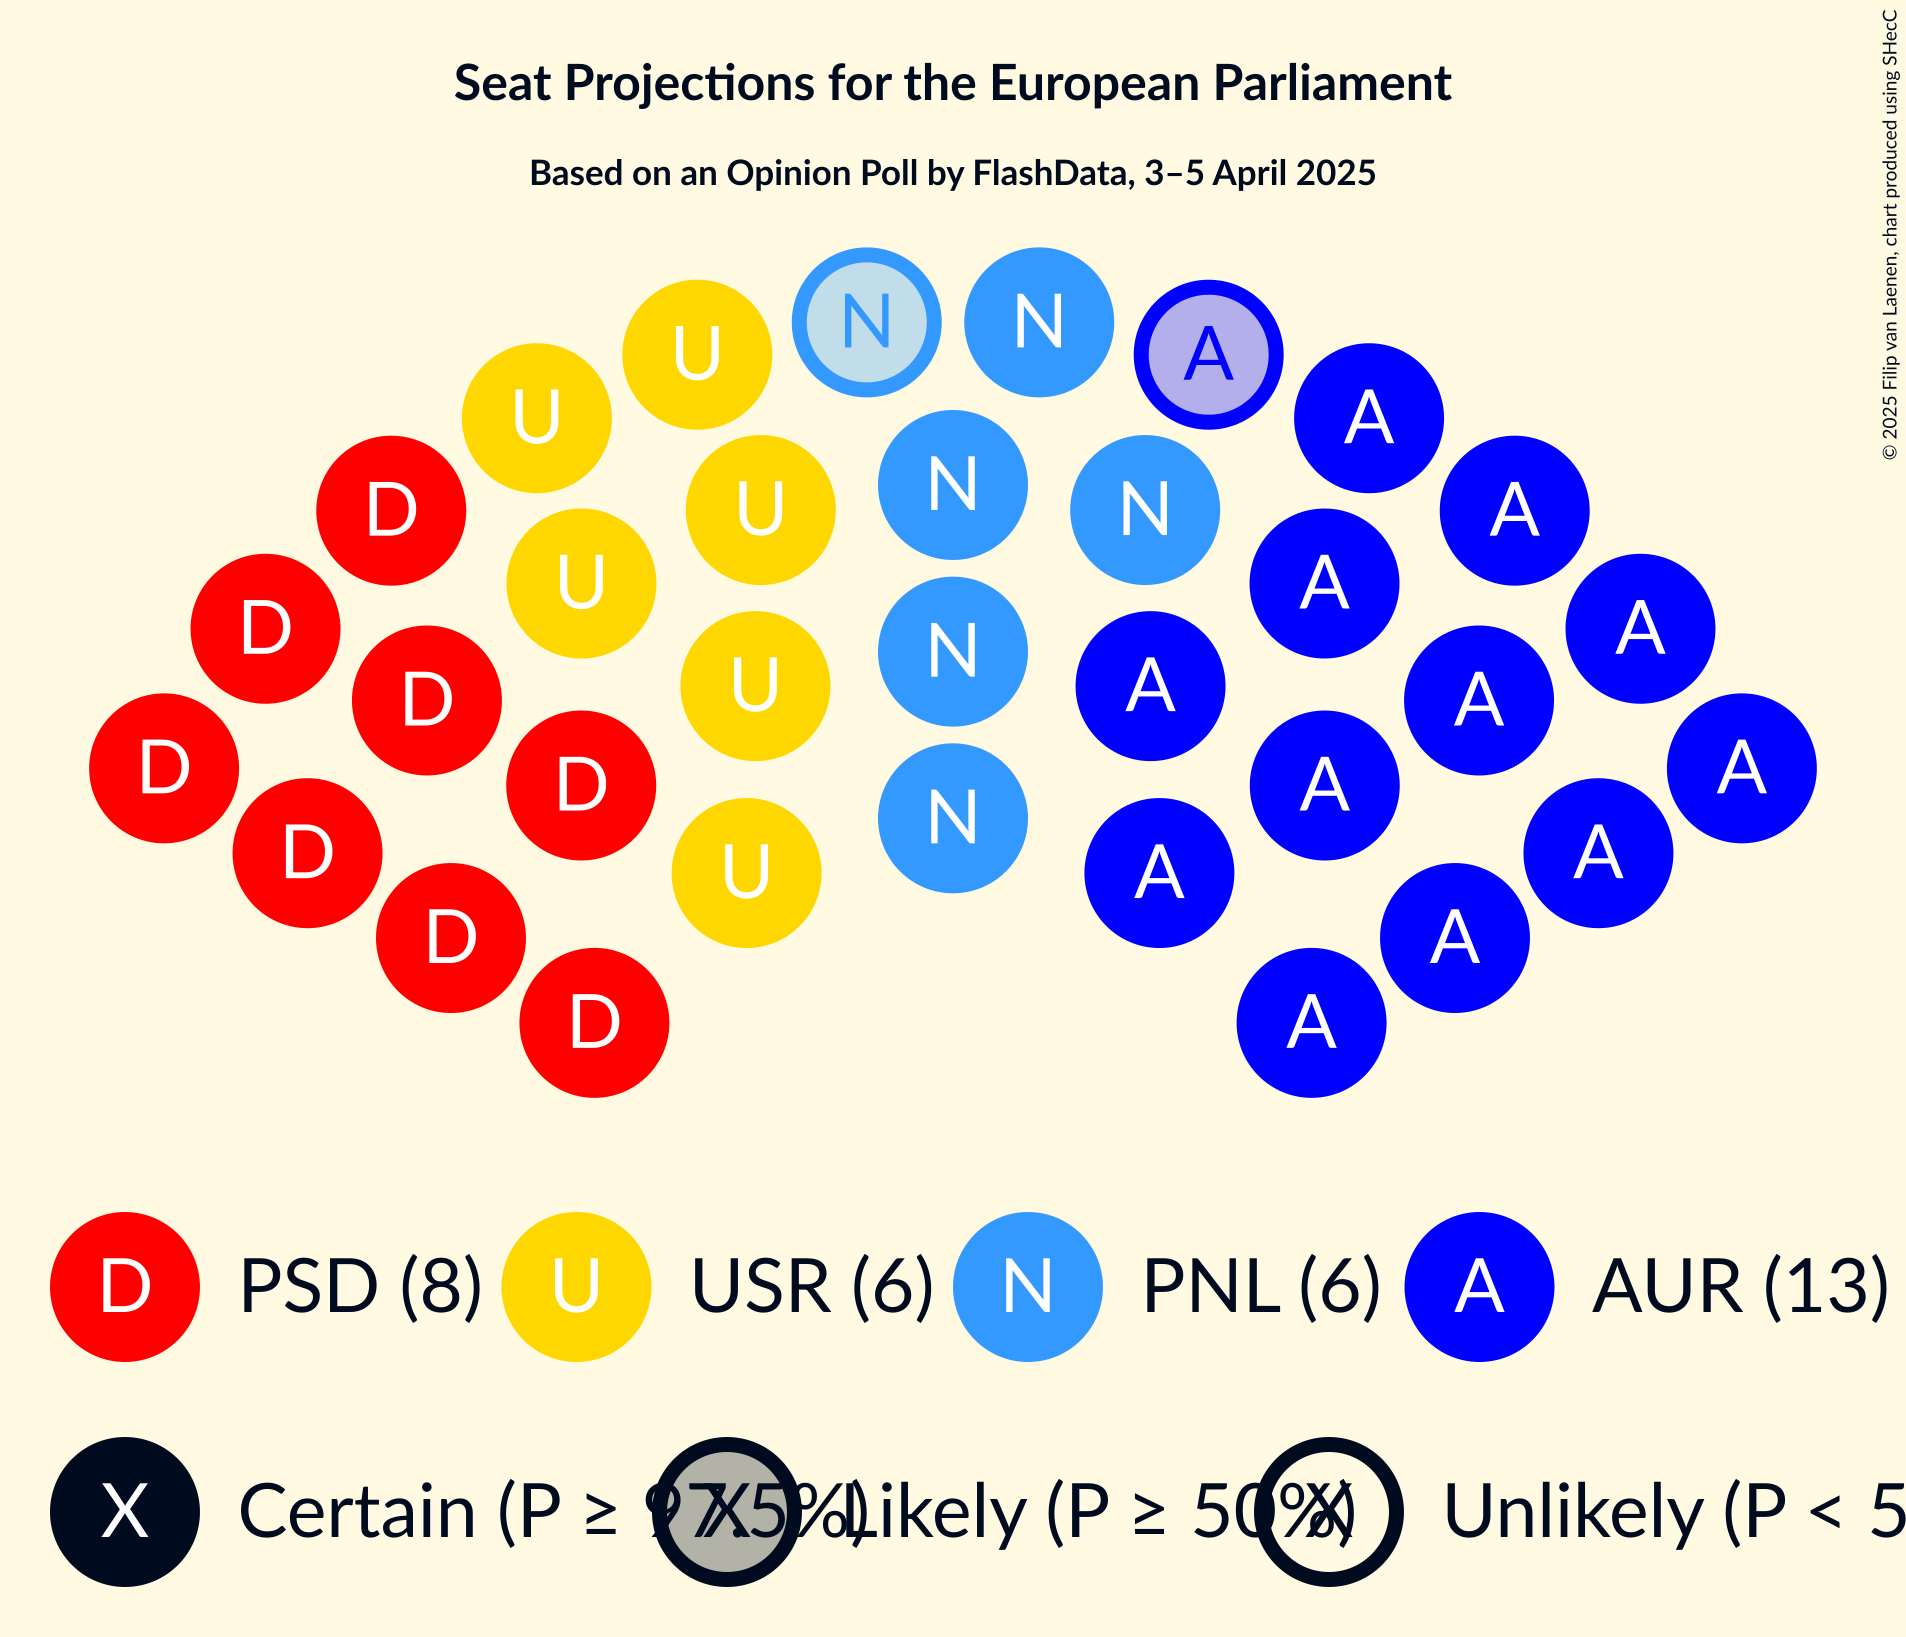 Seat Projections for the European Parliament
Based on an Opinion Poll by FlashData, 3–5 April 2025
© 2025 Filip van Laenen, chart produced using SHecC
N N
U A
U A
N
D U N A
U A
D N A
D U A A
D A
D D A A
N
D U A A
D A
D A
D PSD (8) U USR (6) N PNL (6) A AUR (13)
X Certain (P ≥ 97.5%) X Likely (P ≥ 50%) X Unlikely (P < 5